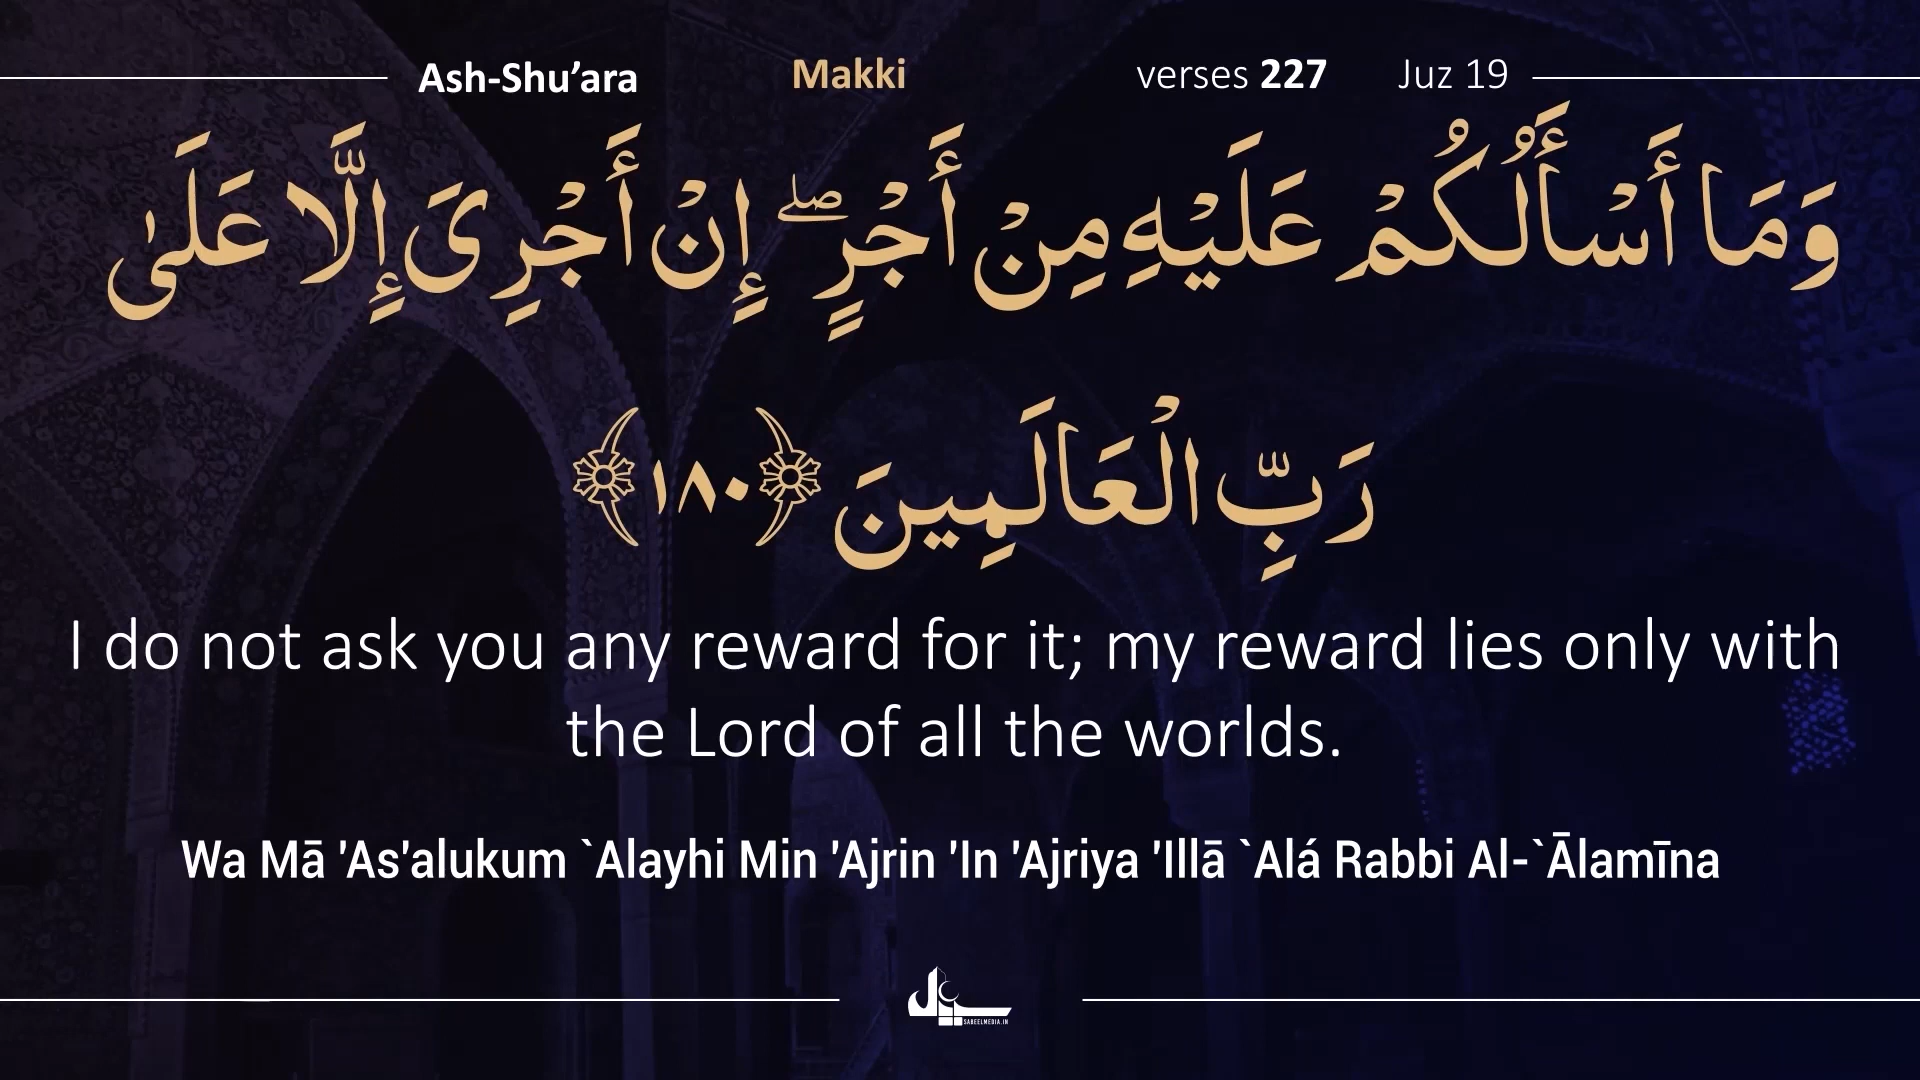 Ash-Shu’ara Makki verses 227 Juz 19
وَمَا أَسْأَلُكُمْ عَلَيْهِ مِنْ أَجْرٍ ۖ إِنْ أَجْرِىَ إِلَّا عَلَىٰ
رَبِّ الْعَالَمِينَ ﴿١٨٠﴾
I do not ask you any reward for it; my reward lies only with
the Lord of all the worlds.
Wa Mā 'As'alukum `Alayhi Min 'Ajrin 'In 'Ajriya 'Illā `Alá Rabbi Al-`Ālamīna
SABEELMEDIA.IN